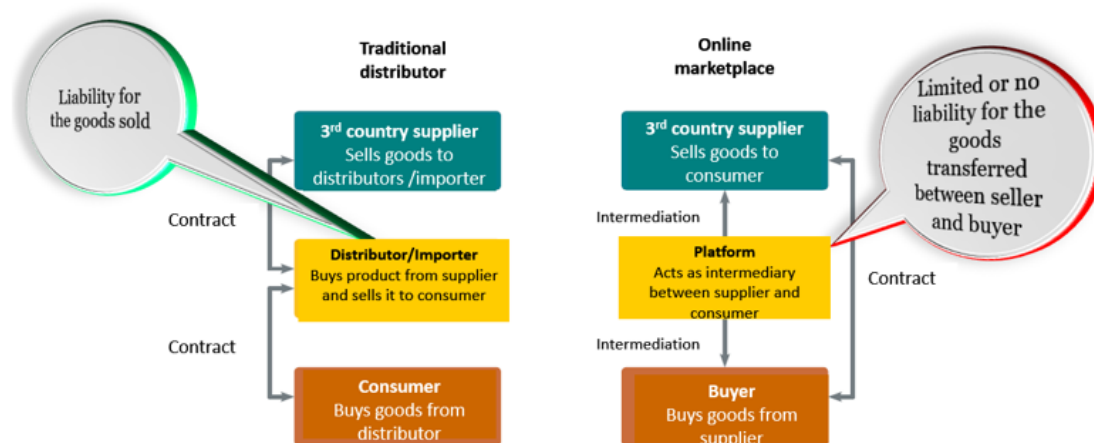 Traditional
distributor
Liability for
the goods sold
3rd country supplier
Sells goods to
distributors /importer
Contract
Distributor/Importer
Buys product from supplier
and sells it to consumer
Contract
Consumer
Buys goods from
distributor
Online
marketplace
3rd country supplier
Sells goods to
consumer
Intermediation
Platform
Acts as intermediary
between supplier and
consumer
Intermediation
Buyer
Buys goods from
supplier
Contract
Limited or no
liability for the
goods
transferred
between seller
and buyer